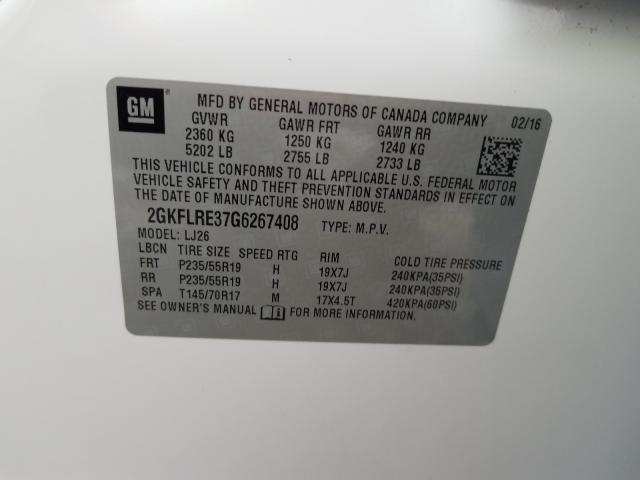 GM
MFD BY GENERAL MOTORS OF CANADA COMPANY 02/16
GVWR GAWR FRT GAWR RR
2360 KG 1250 KG 1240 KG
5202 LB 2755 LB 2733 LB
THIS VEHICLE CONFORMS TO ALL APPLICABLE U.S. FEDERAL MOTOR
VEHICLE SAFETY AND THEFT PREVENTION STANDARDS IN EFFECT ON
THE DATE OF MANUFACTURE SHOWN ABOVE.
2GKFLRE37G6267408 TYPE: M.P.V.
MODEL: LJ26
LBCN TIRE SIZE SPEED RTG RIM COLD TIRE PRESSURE
FRT P235/55R19 H 19X7J 240KPA(35PSI)
RR P235/55R19 H 19X7J 240KPA(35PSI)
SPA T145/70R17 M 17X4.5T 420KPA(60PSI)
SEE OWNER'S MANUAL FOR MORE INFORMATION.